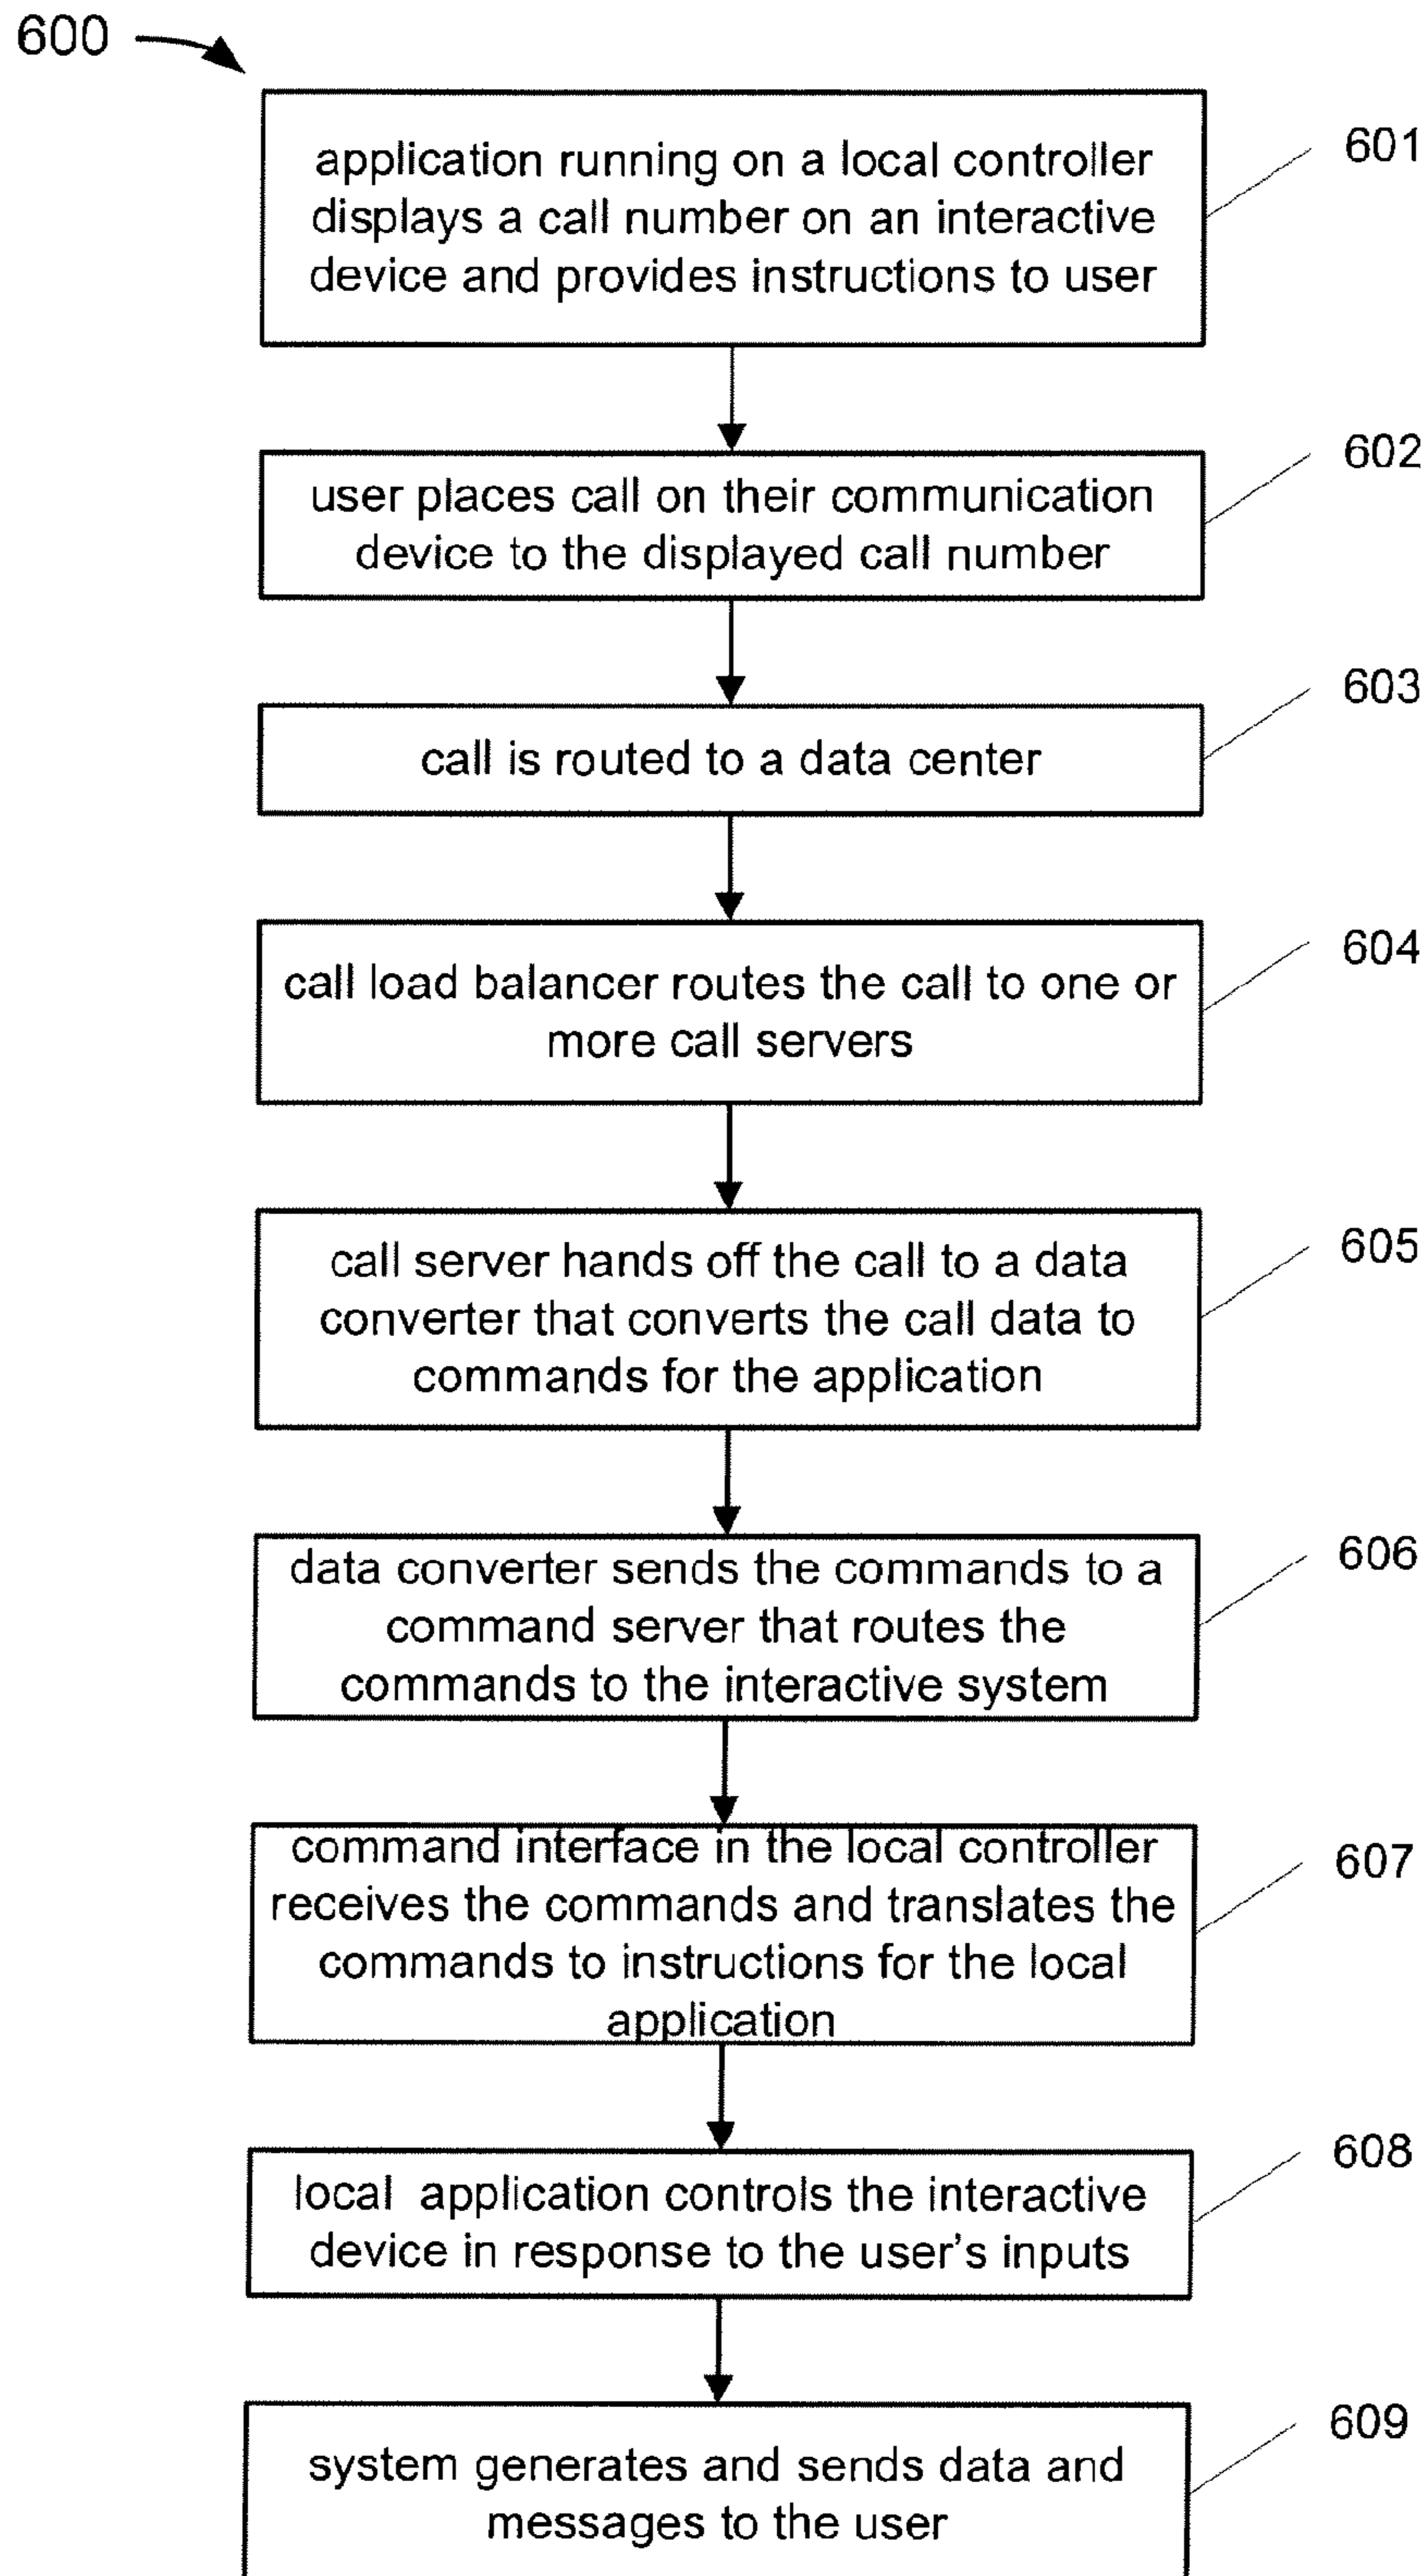 600
application running on a local controller
displays a call number on an interactive
device and provides instructions to user
601
user places call on their communication
device to the displayed call number
602
call is routed to a data center
603
call load balancer routes the call to one or
more call servers
604
call server hands off the call to a data
converter that converts the call data to
commands for the application
605
data converter sends the commands to a
command server that routes the
commands to the interactive system
606
command interface in the local controller
receives the commands and translates the
commands to instructions for the local
application
607
local application controls the interactive
device in response to the user's inputs
608
system generates and sends data and
messages to the user
609